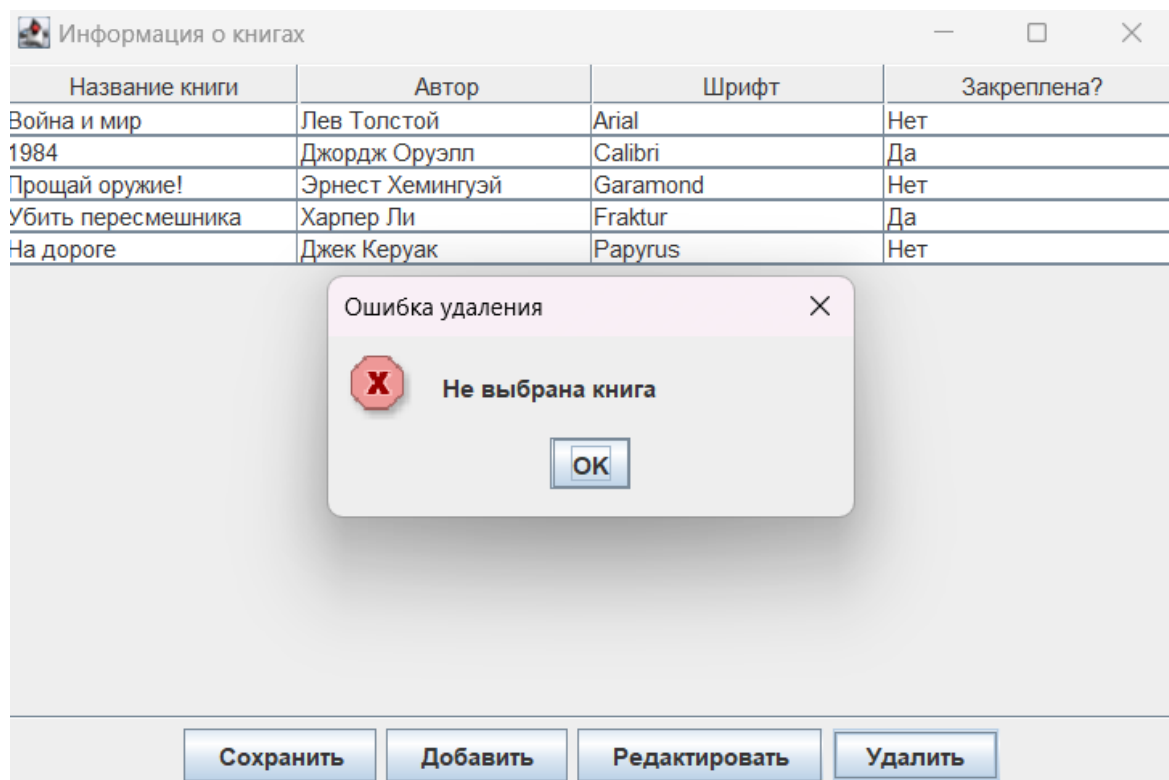 Информация о книгах
Название книги Автор Шрифт Закреплена?
Война и мир Лев Толстой Arial Нет
1984 Джордж Оруэлл Calibri Да
Прощай оружие! Эрнест Хемингуэй Garamond Нет
Убить пересмешника Харпер Ли Fraktur Да
На дороге Джек Керуак Papyrus Нет
Ошибка удаления
Не выбрана книга
OK
Сохранить Добавить Редактировать Удалить